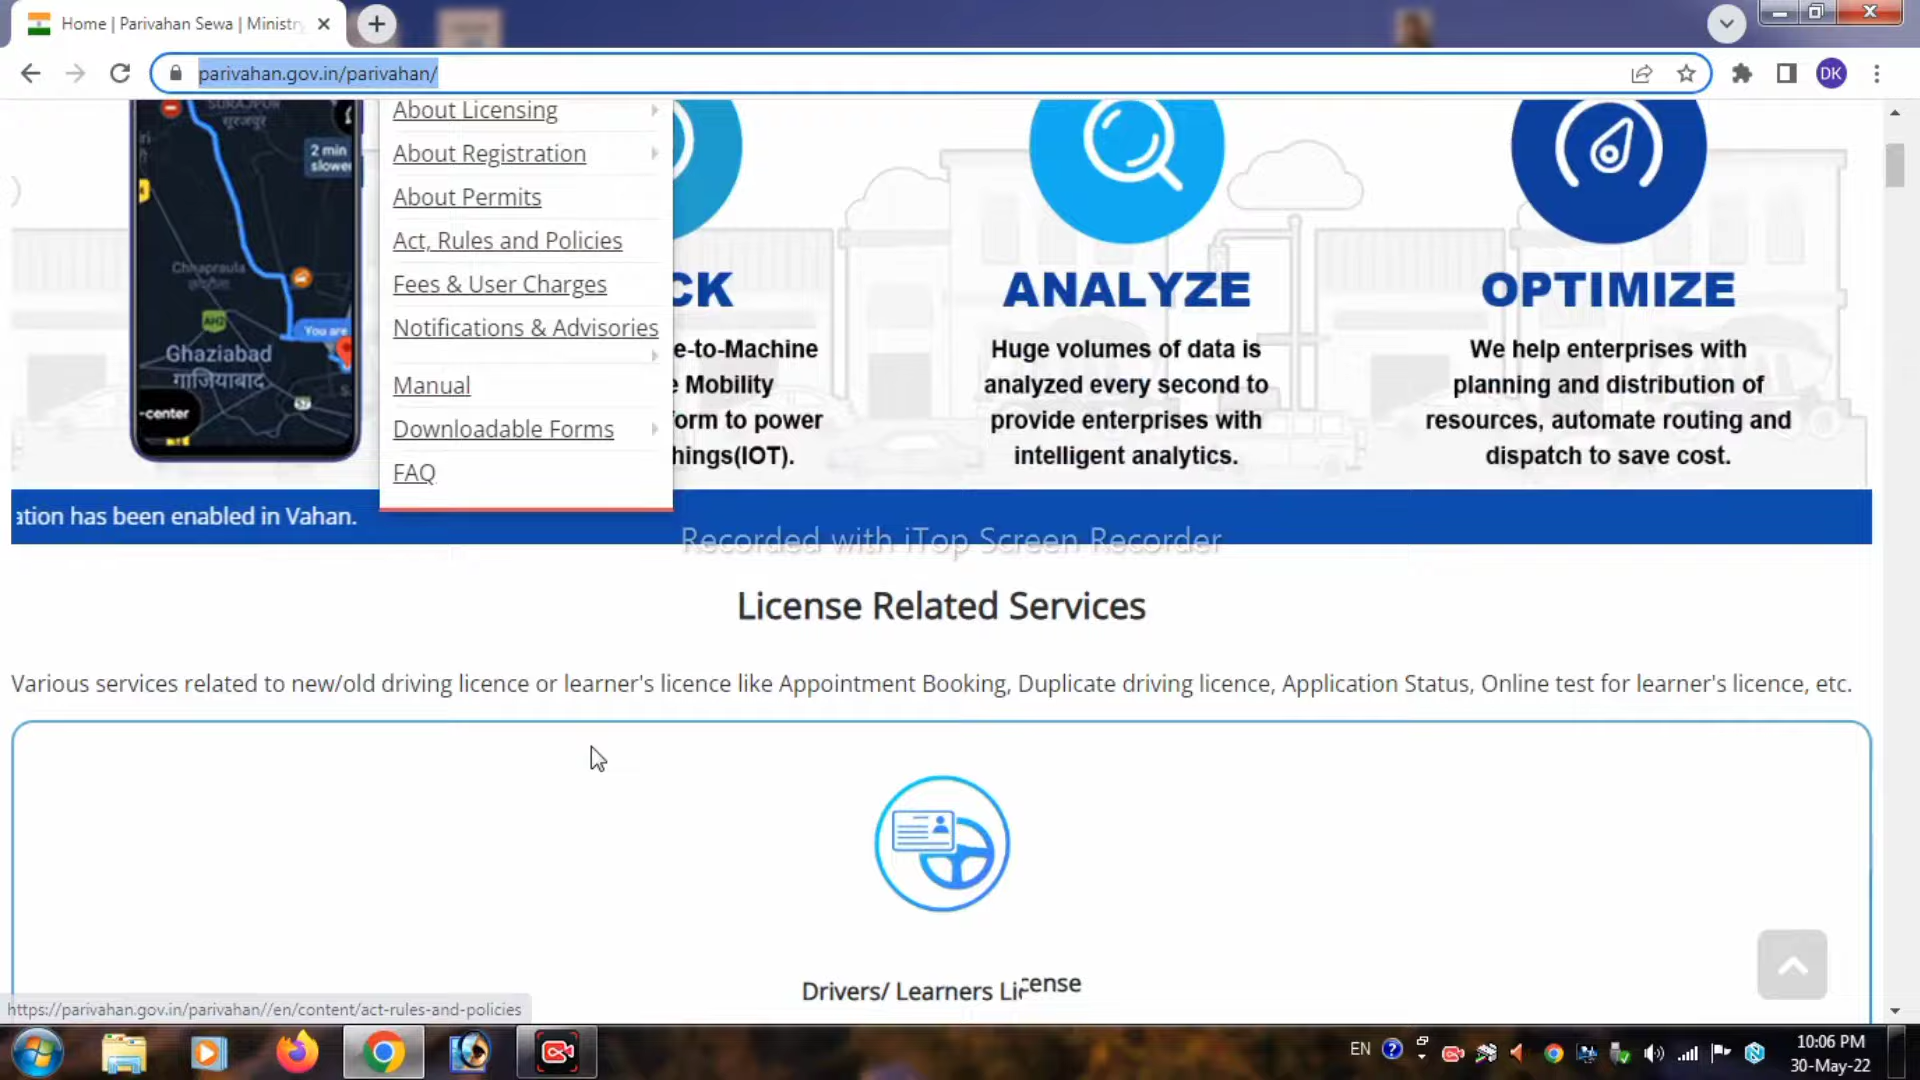 Home | Parivahan Sewa | Ministry
parivahan.gov.in/parivahan/
DK
SURAJPUR
सूरजपुर
2 min
slower
Chhapraula
You are
Ghaziabad
गाजियाबाद
-center
About Licensing
About Registration
About Permits
Act, Rules and Policies
Fees & User Charges
Notifications & Advisories
Manual
Downloadable Forms
FAQ
CK
e-to-Machine
e Mobility
orm to power
hings(IOT).
ANALYZE
Huge volumes of data is
analyzed every second to
provide enterprises with
intelligent analytics.
OPTIMIZE
We help enterprises with
planning and distribution of
resources, automate routing and
dispatch to save cost.
ation has been enabled in Vahan.
Recorded with iTop Screen Recorder
License Related Services
Various services related to new/old driving licence or learner's licence like Appointment Booking, Duplicate driving licence, Application Status, Online test for learner's licence, etc.
Drivers/ Learners License
https://parivahan.gov.in/parivahan//en/content/act-rules-and-policies
EN
10:06 PM
30-May-22